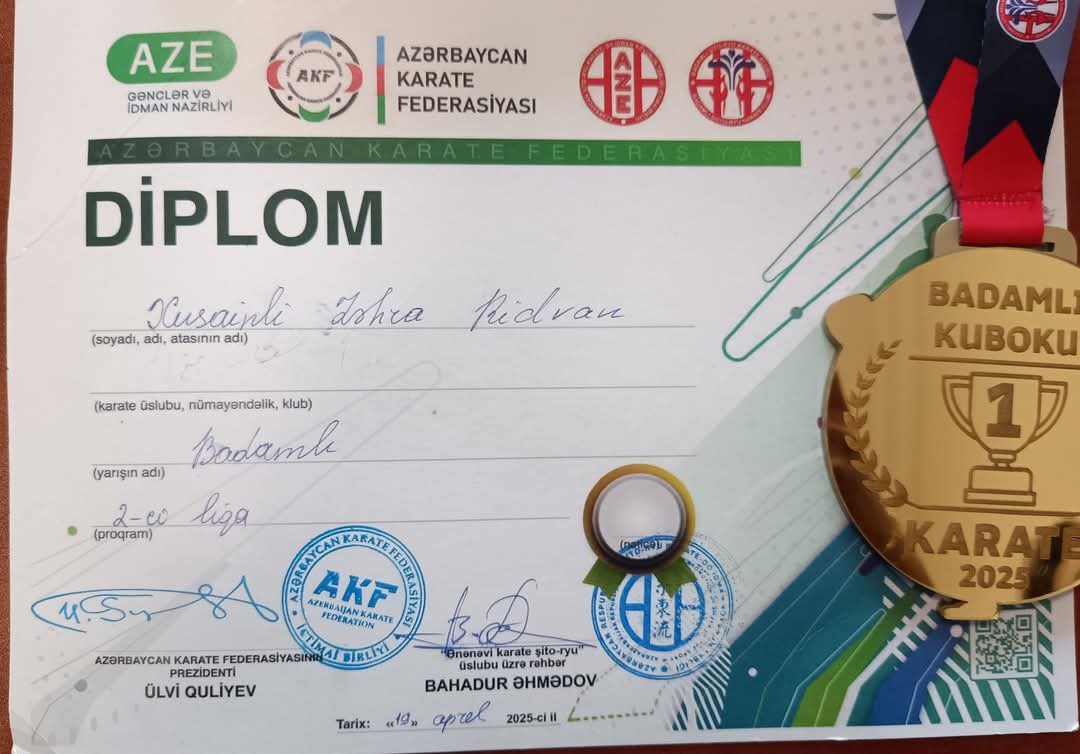 AZE
GƏNCLƏR VƏ
İDMAN NAZİRLİYİ
AKF
AZƏRBAYCAN
KARATE
FEDERASİYASI
AZE
AZƏRBAYCAN KARATE FEDERASİYASI
DİPLOM
Xusainli Zəhra Ridvan
(soyadı, adı, atasının adı)
(karate üslubu, nümayəndəlik, klub)
Badamlı
(yarışın adı)
2-ci liqa
(proqram)
(nəticə)
AZƏRBAYCAN KARATE FEDERASİYASI
AKF
AZERBAIJAN KARATE
FEDERATION
İCTİMAİ BİRLİYİ
AZƏRBAYCAN KARATE FEDERASİYASININ
PREZİDENTİ
ÜLVİ QULİYEV
"Ənənəvi karate şito-ryu"
üslubu üzrə rəhbər
BAHADUR ƏHMƏDOV
Tarix: «19» aprel 2025-ci il
BADAMLI
KUBOKU
1
KARATE
2025